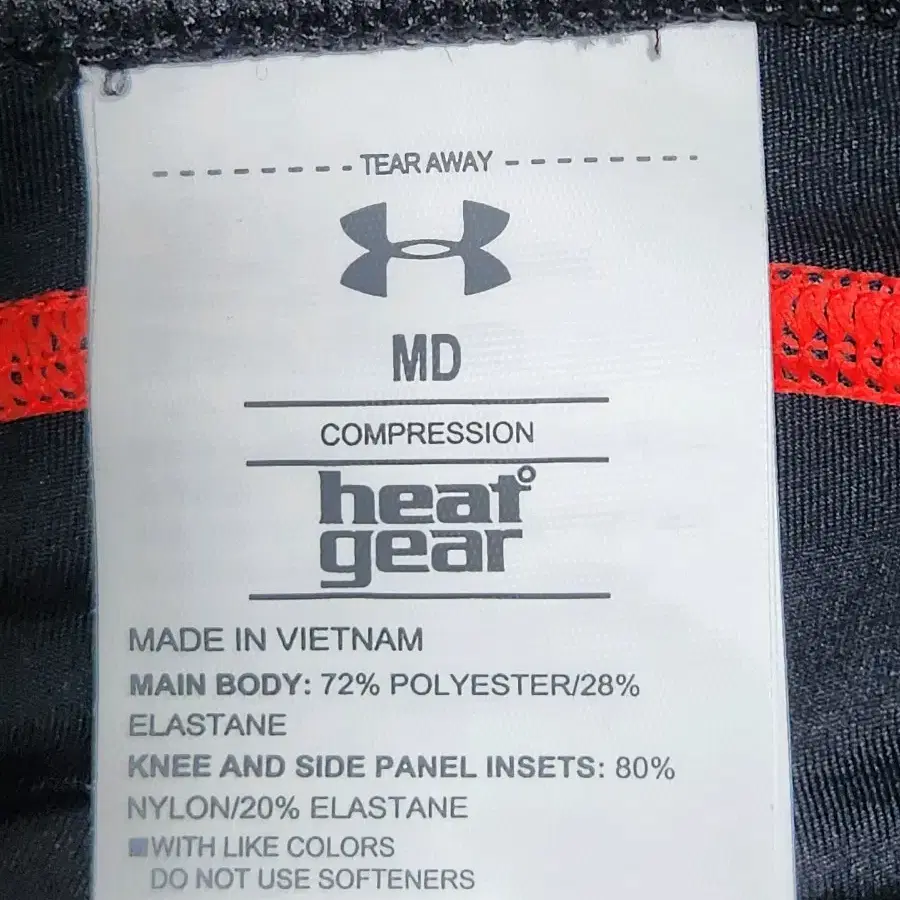 TEAR AWAY
MD
COMPRESSION
heat
gear
MADE IN VIETNAM
MAIN BODY: 72% POLYESTER/28%
ELASTANE
KNEE AND SIDE PANEL INSETS: 80%
NYLON/20% ELASTANE
WITH LIKE COLORS
DO NOT USE SOFTENERS